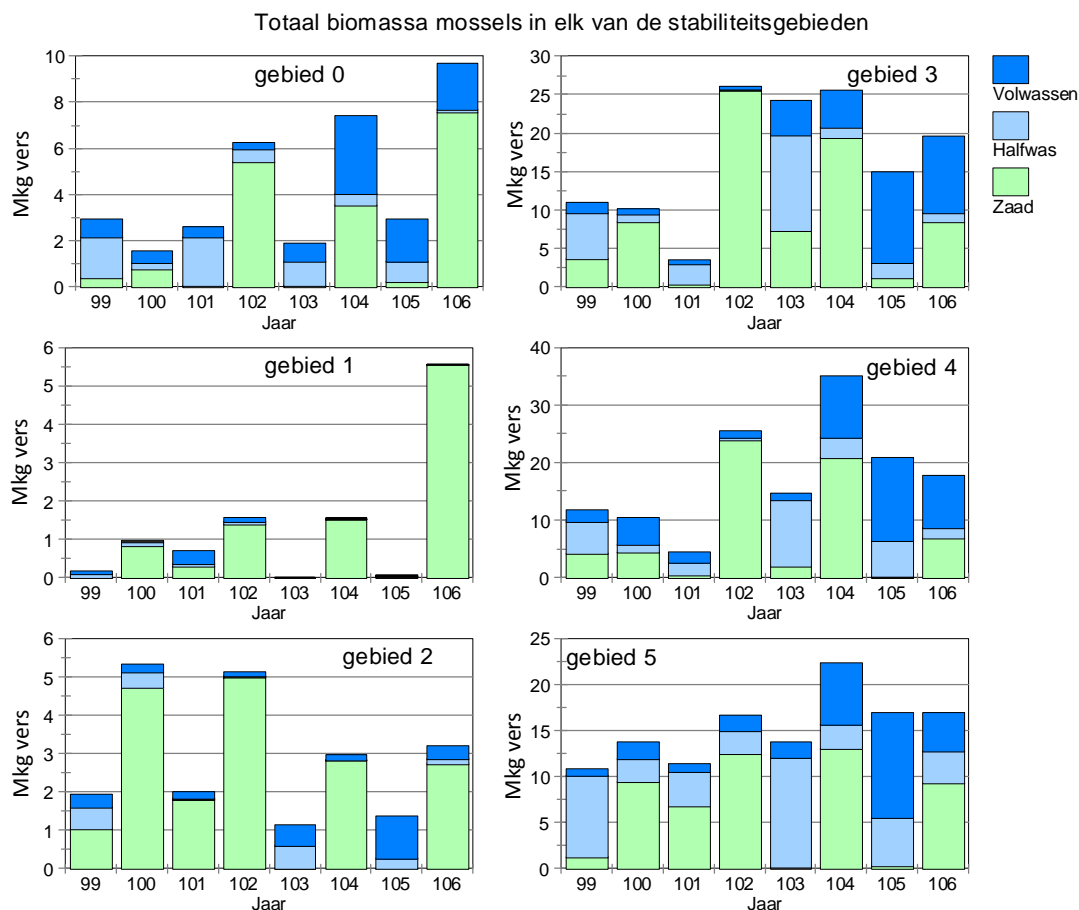 Totaal biomassa mossels in elk van de stabiliteitsgebieden
gebied 0
Mkg vers
10
8
6
4
2
0
99 100 101 102 103 104 105 106
Jaar
gebied 3
Mkg vers
30
25
20
15
10
5
0
99 100 101 102 103 104 105 106
Jaar
Volwassen
Halfwas
Zaad
gebied 1
Mkg vers
6
5
4
3
2
1
0
99 100 101 102 103 104 105 106
Jaar
gebied 4
Mkg vers
40
30
20
10
0
99 100 101 102 103 104 105 106
Jaar
gebied 2
Mkg vers
6
5
4
3
2
1
0
99 100 101 102 103 104 105 106
Jaar
gebied 5
Mkg vers
25
20
15
10
5
0
99 100 101 102 103 104 105 106
Jaar